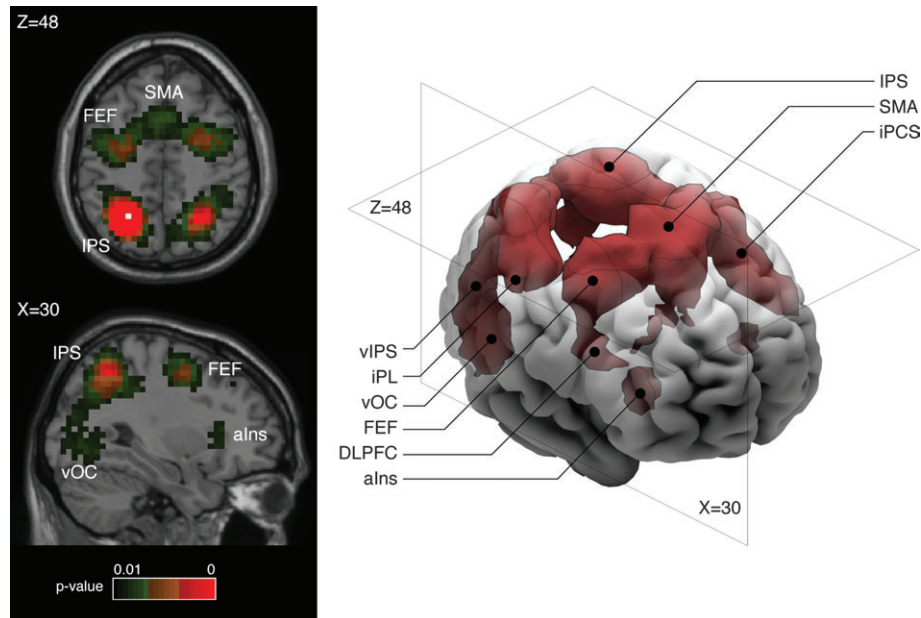 Z=48
SMA
FEF
IPS
X=30
IPS
FEF
aIns
vOC
0.01 0
p-value
IPS
SMA
iPCS
Z=48
vIPS
iPL
vOC
FEF
DLPFC
aIns
X=30